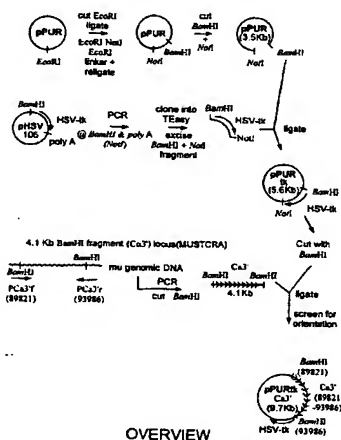 pPUR
cut EcoRI
ligate
EcoRI NotI
EcoRI
linker +
religate
pPUR
BamHI
cut
BamHI
+
NotI
pPUR
(3.5Kb)
BamHI
EcoRI
NotI
NotI
BamHI
HSV-tk
pHSV
106
poly A
PCR
@ BamHI & poly A
(NotI)
clone into
TEasy
excise
BamHI + NotI
fragment
BamHI
HSV-tk
NotI
ligate
pPUR
tk
(5.6Kb)
BamHI
NotI
HSV-tk
4.1 Kb BamHI fragment (Ca3') locus(MUSTCRA)
BamHI
BamHI
mu genomic DNA
PCa3'f
(89821)
PCa3'r
(93986)
PCR
cut BamHI
Ca3'
BamHI BamHI
4.1Kb
Cut with
BamHI
ligate
screen for
orientation
BamHI
(89821)
pPURtk
Ca3'
(9.7Kb)
Ca3'
(89821
-93986)
BamHI
(93986)
HSV-tk
OVERVIEW